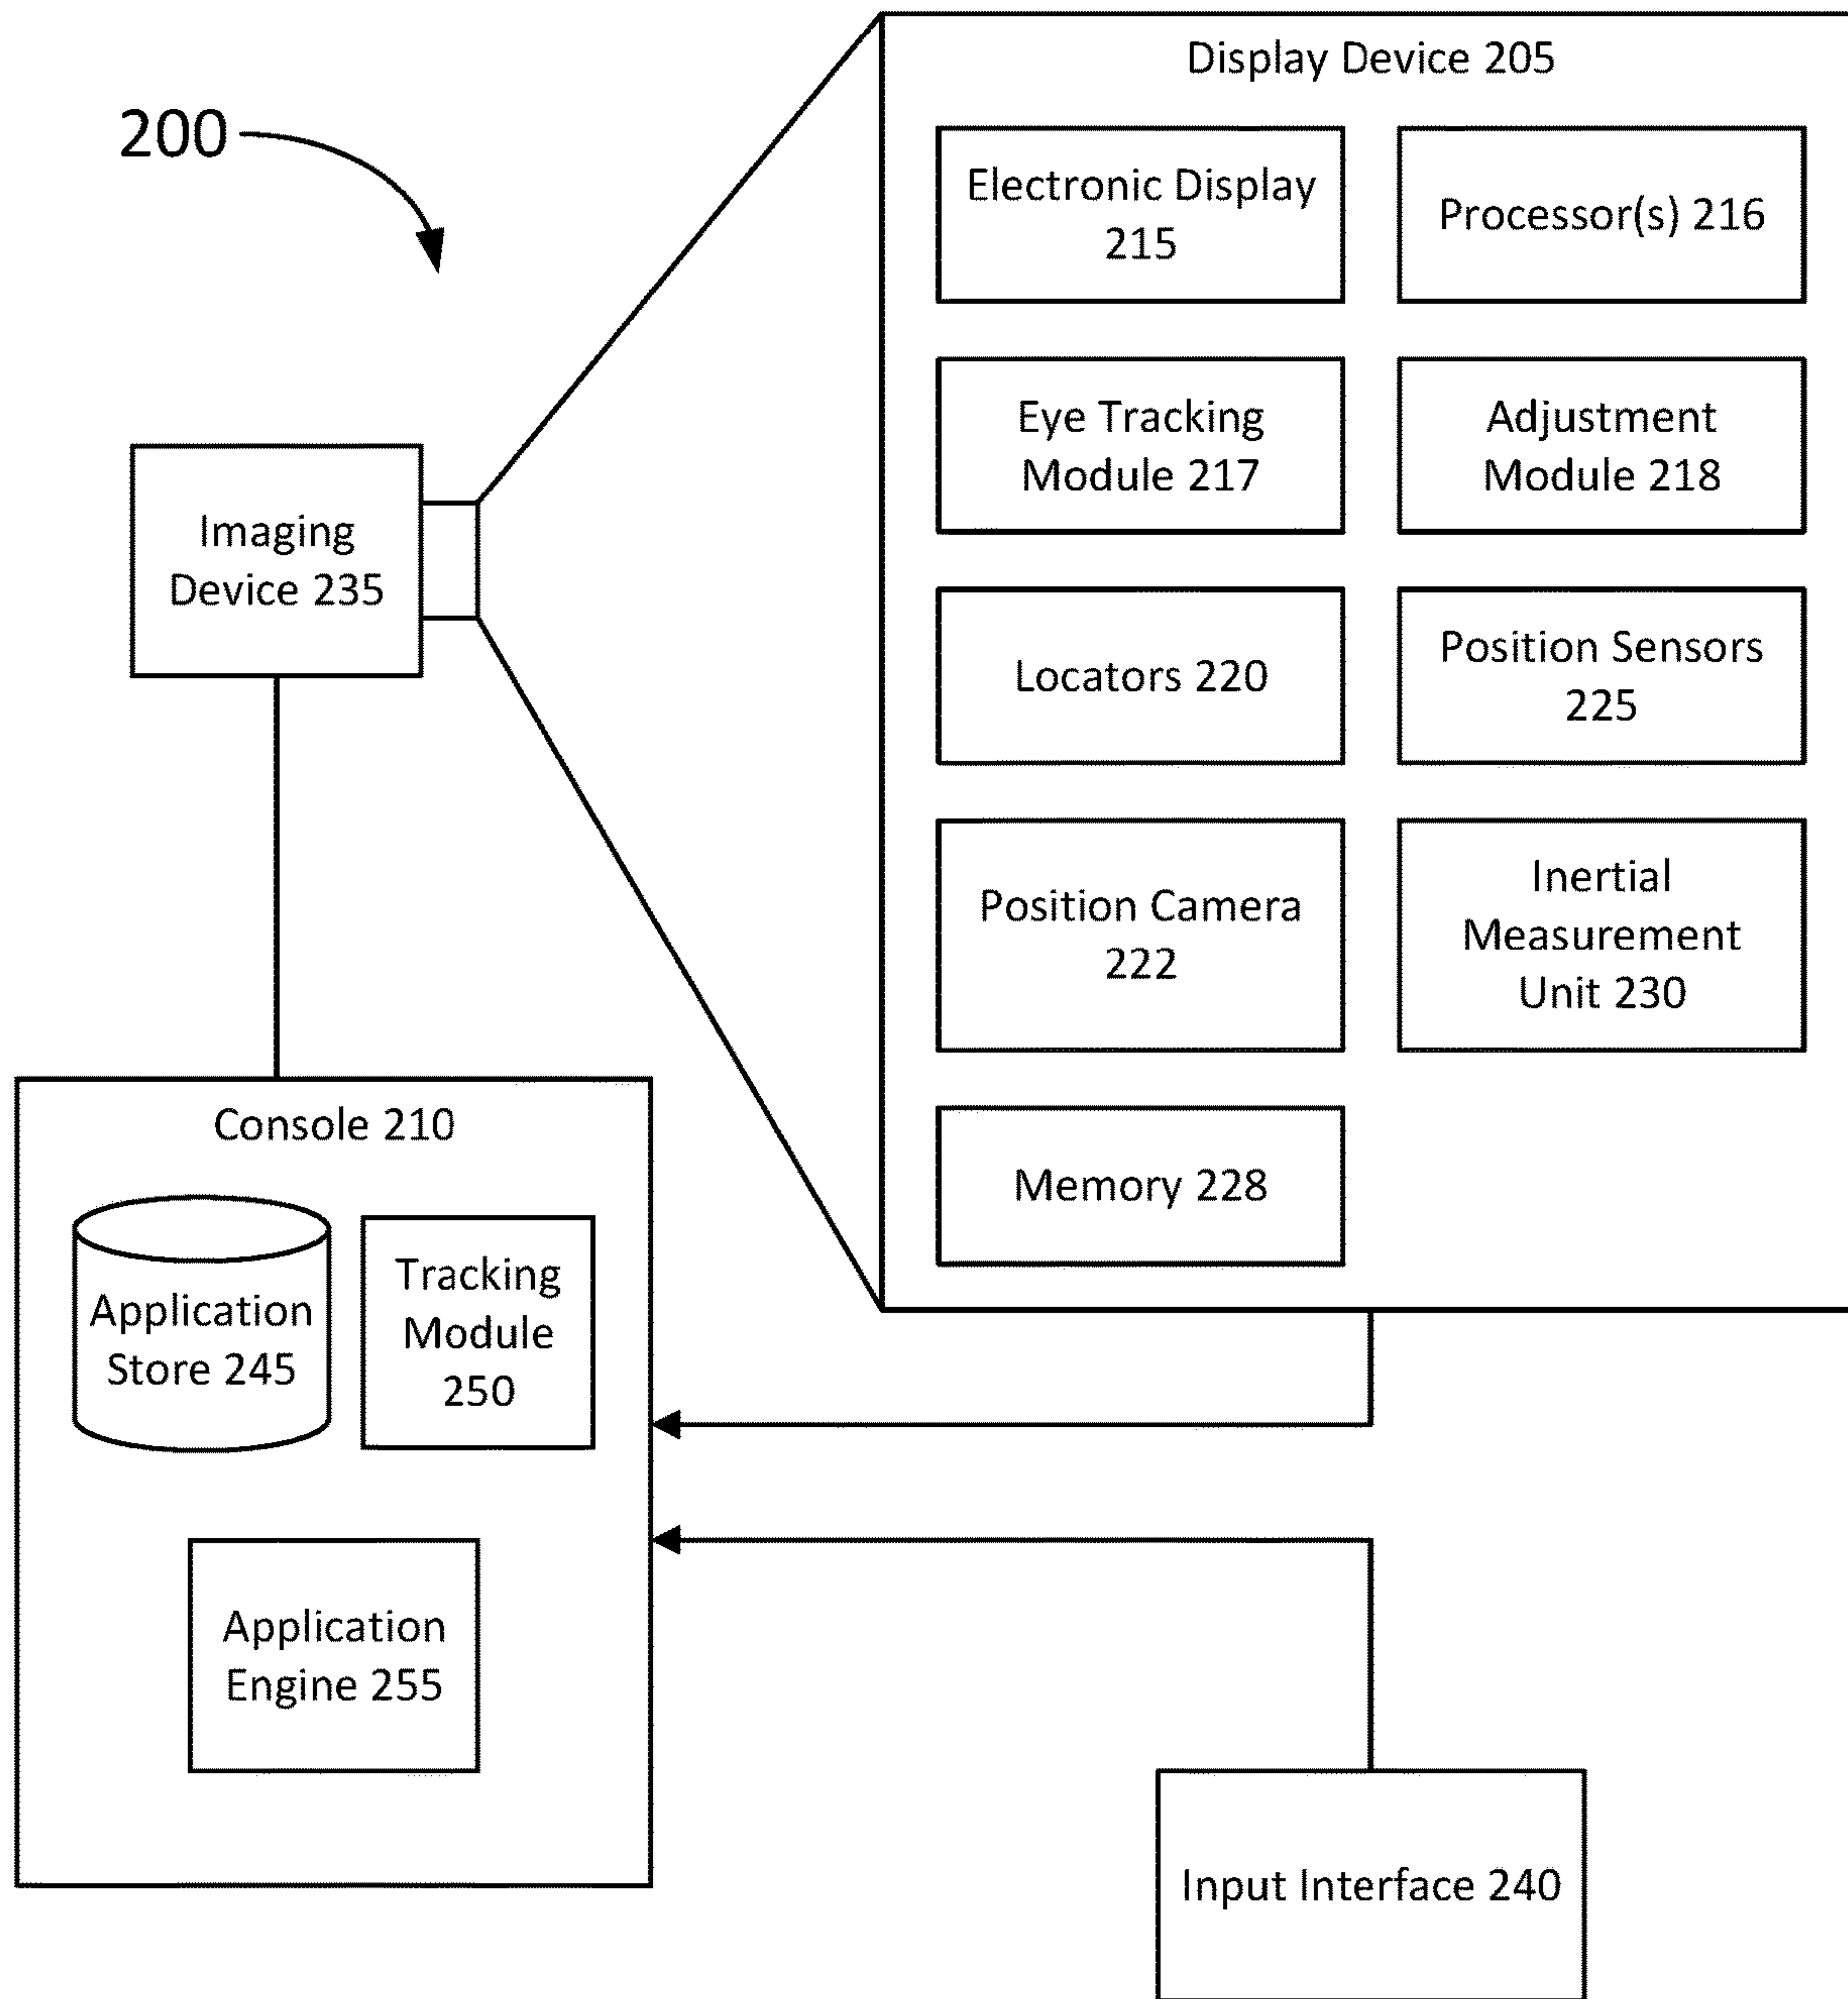 200
Display Device 205
Electronic Display
215
Processor(s) 216
Eye Tracking
Module 217
Adjustment
Module 218
Imaging
Device 235
Locators 220
Position Sensors
225
Position Camera
222
Inertial
Measurement
Unit 230
Memory 228
Console 210
Application
Store 245
Tracking
Module
250
Application
Engine 255
Input Interface 240